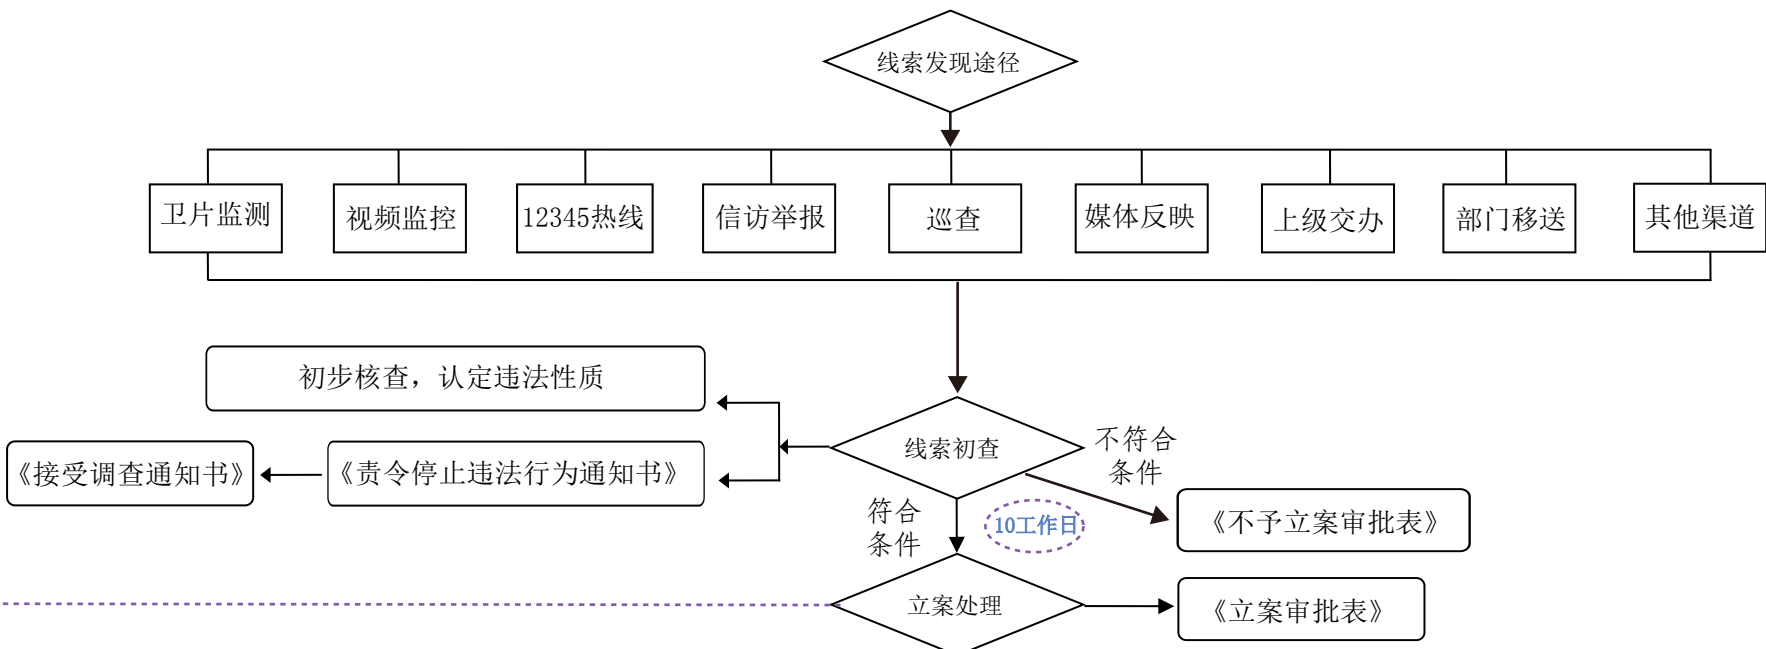 线索发现途径
卫片监测
视频监控
12345热线
信访举报
巡查
媒体反映
上级交办
部门移送
其他渠道
初步核查，认定违法性质
线索初查
不符合
条件
《接受调查通知书》
《责令停止违法行为通知书》
符合
条件
10工作日
《不予立案审批表》
立案处理
《立案审批表》